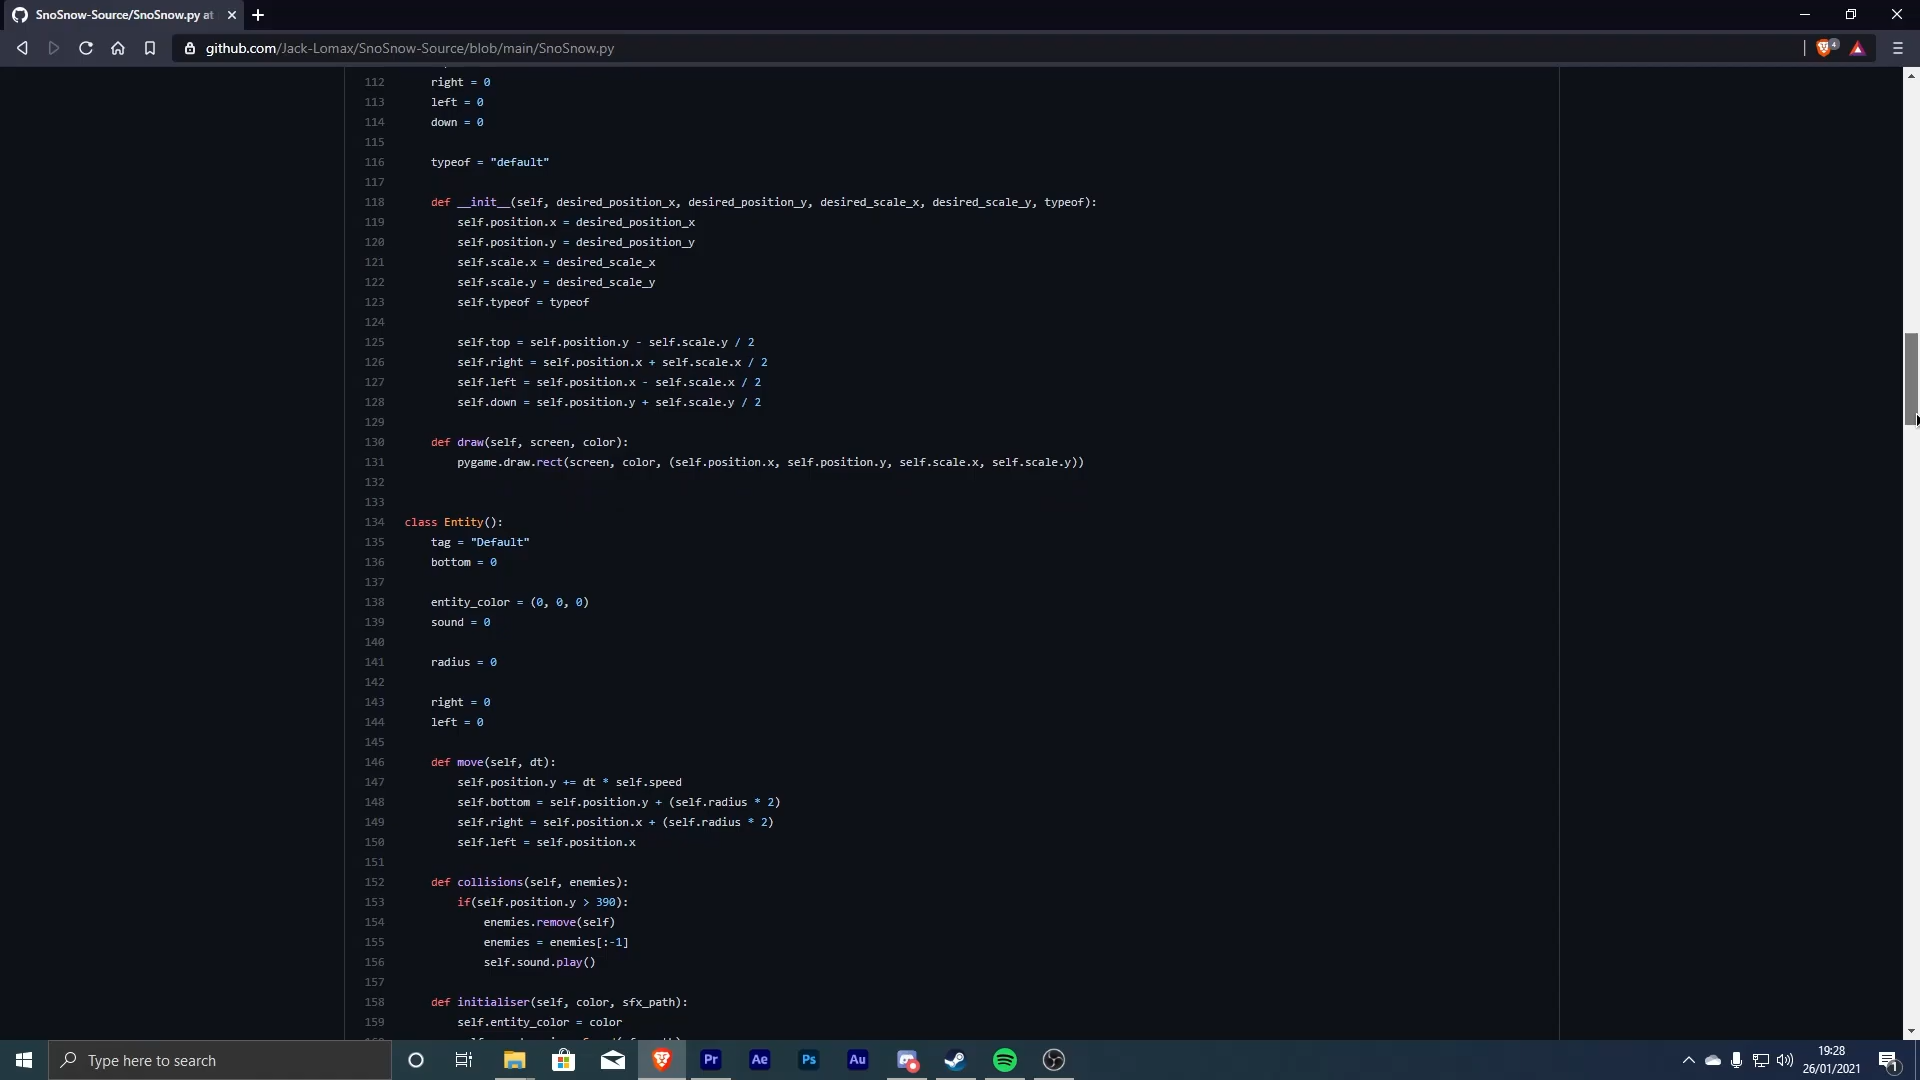 SnoSnow-Source/SnoSnow.py at
github.com/Jack-Lomax/SnoSnow-Source/blob/main/SnoSnow.py
4
112 right = 0
113 left = 0
114 down = 0
115
116 typeof = "default"
117
118 def __init__(self, desired_position_x, desired_position_y, desired_scale_x, desired_scale_y, typeof):
119 self.position.x = desired_position_x
120 self.position.y = desired_position_y
121 self.scale.x = desired_scale_x
122 self.scale.y = desired_scale_y
123 self.typeof = typeof
124
125 self.top = self.position.y - self.scale.y / 2
126 self.right = self.position.x + self.scale.x / 2
127 self.left = self.position.x - self.scale.x / 2
128 self.down = self.position.y + self.scale.y / 2
129
130 def draw(self, screen, color):
131 pygame.draw.rect(screen, color, (self.position.x, self.position.y, self.scale.x, self.scale.y))
132
133
134 class Entity():
135 tag = "Default"
136 bottom = 0
137
138 entity_color = (0, 0, 0)
139 sound = 0
140
141 radius = 0
142
143 right = 0
144 left = 0
145
146 def move(self, dt):
147 self.position.y += dt * self.speed
148 self.bottom = self.position.y + (self.radius * 2)
149 self.right = self.position.x + (self.radius * 2)
150 self.left = self.position.x
151
152 def collisions(self, enemies):
153 if(self.position.y > 390):
154 enemies.remove(self)
155 enemies = enemies[:-1]
156 self.sound.play()
157
158 def initialiser(self, color, sfx_path):
159 self.entity_color = color
Type here to search
Pr
Ae
Ps
Au
19:28
26/01/2021
1